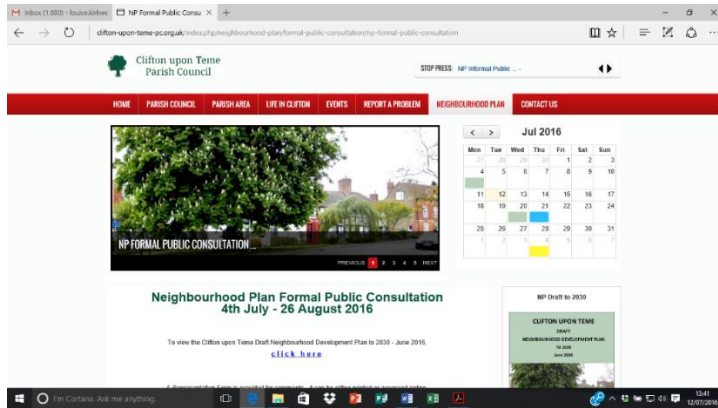 Inbox (1,003) - louise.kirkwo
NP Formal Public Consu
clifton-upon-teme-pc.org.uk/index.php/neighbourhood-plan/formal-public-consultation/np-formal-public-consultation
Clifton upon Teme
Parish Council
STOP PRESS: NP Informal Public ... -
HOME PARISH COUNCIL PARISH AREA LIFE IN CLIFTON EVENTS REPORT A PROBLEM NEIGHBOURHOOD PLAN CONTACT US
Jul 2016
Mon Tue Wed Thu Fri Sat Sun
27 28 29 30 1 2 3
4 5 6 7 8 9 10
11 12 13 14 15 16 17
18 19 20 21 22 23 24
25 26 27 28 29 30 31
1 2 3 4 5 6 7
NP FORMAL PUBLIC CONSULTATION ...
PREVIOUS 1 2 3 4 5 NEXT
Neighbourhood Plan Formal Public Consultation
4th July - 26 August 2016
To view the Clifton upon Teme Draft Neighbourhood Development Plan to 2030 - June 2016,
click here
NP Draft to 2030
CLIFTON UPON TEME
DRAFT
NEIGHBOURHOOD DEVELOPMENT PLAN
TO 2030
June 2016
I'm Cortana. Ask me anything.
13:41
12/07/2016